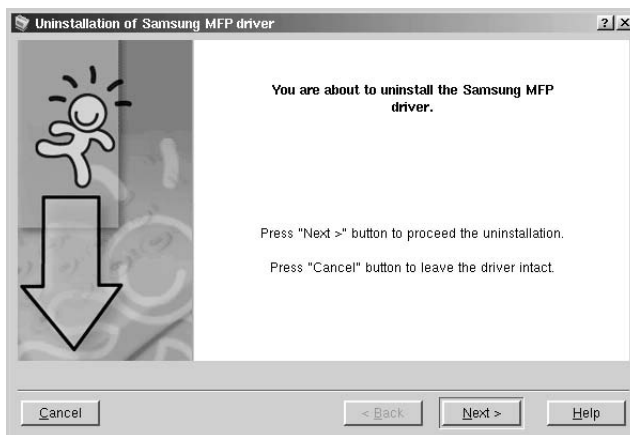 Uninstallation of Samsung MFP driver
You are about to uninstall the Samsung MFP
driver.
Press "Next >" button to proceed the uninstallation.
Press "Cancel" button to leave the driver intact.
Cancel
< Back
Next >
Help